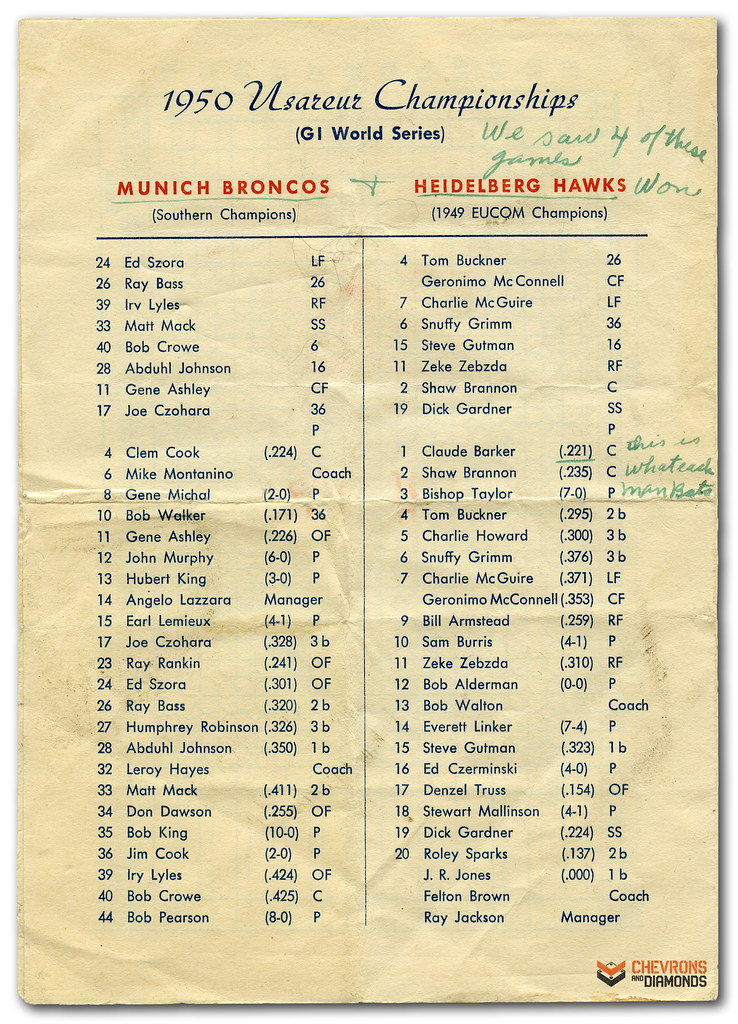 1950 Usareur Championships
(GI World Series)
We saw 4 of these
games
MUNICH BRONCOS + HEIDELBERG HAWKS Won
(Southern Champions) (1949 EUCOM Champions)
24 Ed Szora LF 4 Tom Buckner 26
26 Ray Bass 26 Geronimo McConnell CF
39 Irv Lyles RF 7 Charlie McGuire LF
33 Matt Mack SS 6 Snuffy Grimm 36
40 Bob Crowe 6 15 Steve Gutman 16
28 Abduhl Johnson 16 11 Zeke Zebzda RF
11 Gene Ashley CF 2 Shaw Brannon C
17 Joe Czohara 36 19 Dick Gardner SS
P P
4 Clem Cook (.224) C 1 Claude Barker (.221) C this is
6 Mike Montanino Coach 2 Shaw Brannon (.235) C what each
8 Gene Michal (2-0) P 3 Bishop Taylor (7-0) P man Bats
10 Bob Walker (.171) 36 4 Tom Buckner (.295) 2 b
11 Gene Ashley (.226) OF 5 Charlie Howard (.300) 3 b
12 John Murphy (6-0) P 6 Snuffy Grimm (.376) 3 b
13 Hubert King (3-0) P 7 Charlie McGuire (.371) LF
14 Angelo Lazzara Manager Geronimo McConnell (.353) CF
15 Earl Lemieux (4-1) P 9 Bill Armstead (.259) RF
17 Joe Czohara (.328) 3 b 10 Sam Burris (4-1) P
23 Ray Rankin (.241) OF 11 Zeke Zebzda (.310) RF
24 Ed Szora (.301) OF 12 Bob Alderman (0-0) P
26 Ray Bass (.320) 2 b 13 Bob Walton Coach
27 Humphrey Robinson (.326) 3 b 14 Everett Linker (7-4) P
28 Abduhl Johnson (.350) 1 b 15 Steve Gutman (.323) 1 b
32 Leroy Hayes Coach 16 Ed Czerminski (4-0) P
33 Matt Mack (.411) 2 b 17 Denzel Truss (.154) OF
34 Don Dawson (.255) OF 18 Stewart Mallinson (4-1) P
35 Bob King (10-0) P 19 Dick Gardner (.224) SS
36 Jim Cook (2-0) P 20 Roley Sparks (.137) 2 b
39 Iry Lyles (.424) OF J. R. Jones (.000) 1 b
40 Bob Crowe (.425) C Felton Brown Coach
44 Bob Pearson (8-0) P Ray Jackson Manager
CHEVRONS
AND DIAMONDS